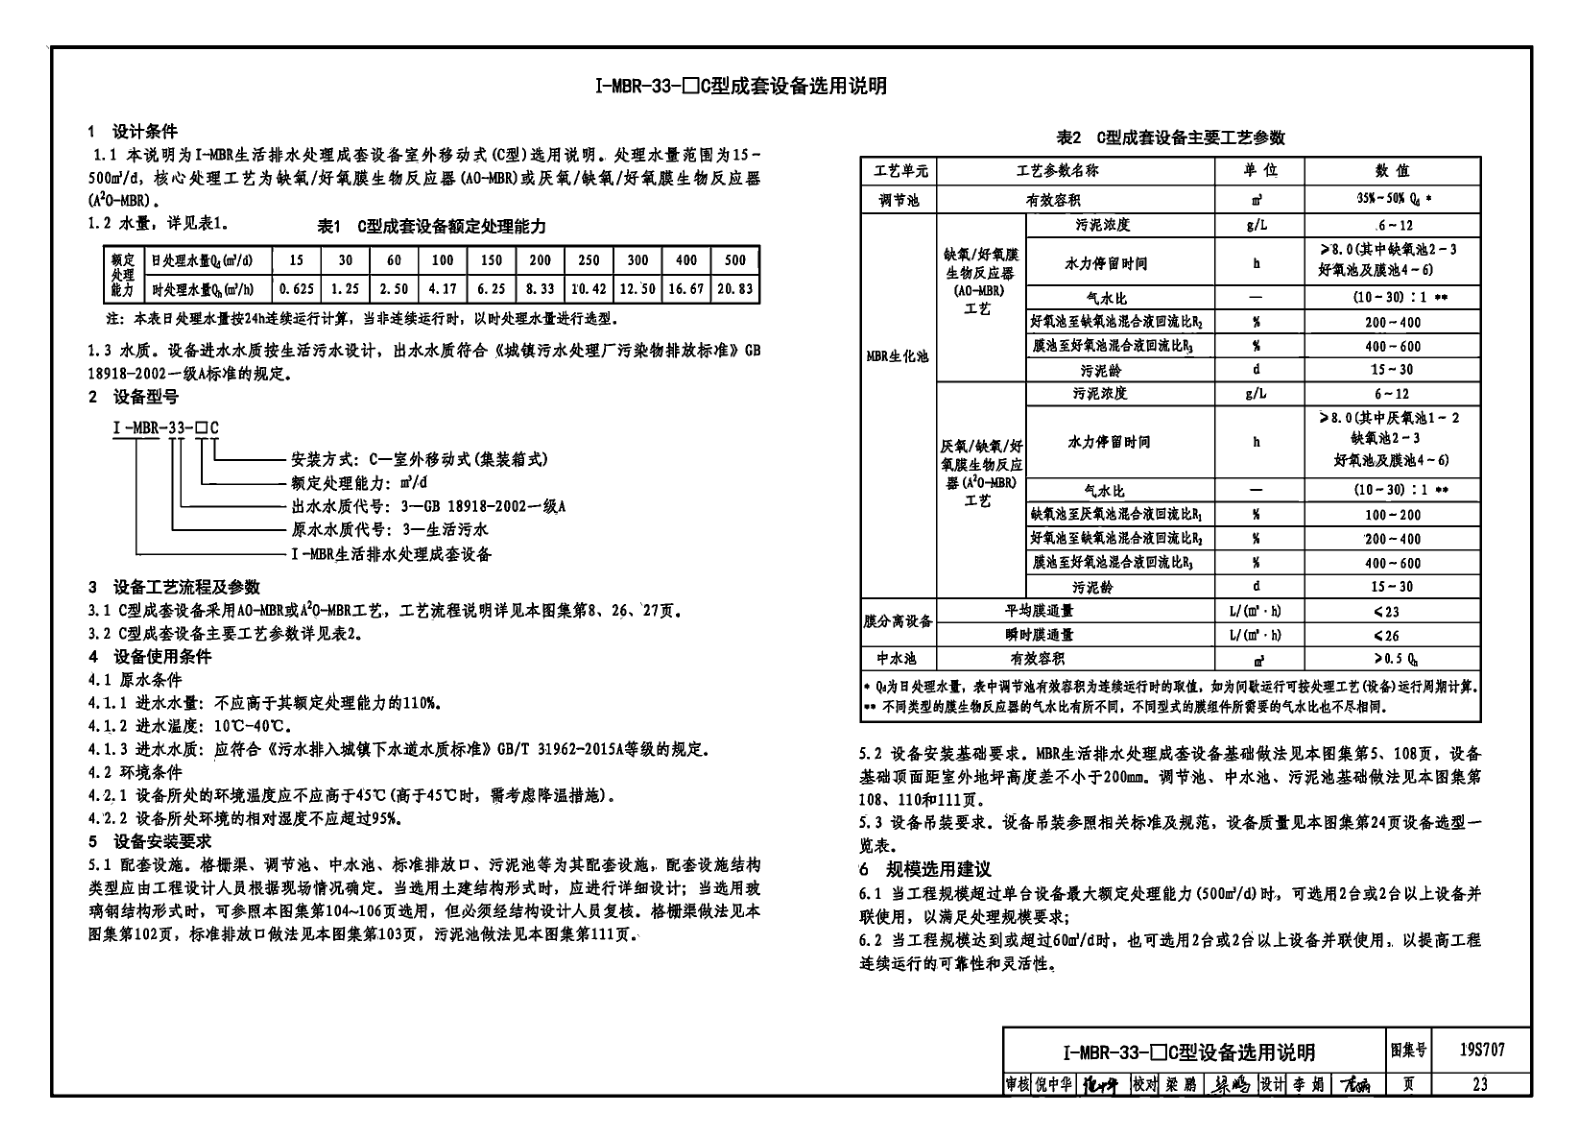 I-MBR-33-□C型成套设备选用说明
1 设计条件
1.1 本说明为I-MBR生活排水处理成套设备室外移动式(C型)选用说明。处理水量范围为15~
500m³/d，核心处理工艺为缺氧/好氧膜生物反应器(AO-MBR)或厌氧/缺氧/好氧膜生物反应器
(A²O-MBR)。
1.2 水量，详见表1。
表1 C型成套设备额定处理能力
额定处理能力 日处理水量Qd(m³/d) 15 30 60 100 150 200 250 300 400 500
时处理水量Qh(m³/h) 0.625 1.25 2.50 4.17 6.25 8.33 10.42 12.50 16.67 20.83
注：本表日处理水量按24h连续运行计算，当非连续运行时，以时处理水量进行选型。
1.3 水质。设备进水水质按生活污水设计，出水水质符合《城镇污水处理厂污染物排放标准》GB
18918-2002一级A标准的规定。
2 设备型号
I-MBR-33-□C
安装方式：C—室外移动式(集装箱式)
额定处理能力：m³/d
出水水质代号：3—GB 18918-2002一级A
原水水质代号：3—生活污水
I-MBR生活排水处理成套设备
3 设备工艺流程及参数
3.1 C型成套设备采用AO-MBR或A²O-MBR工艺，工艺流程说明详见本图集第8、26、27页。
3.2 C型成套设备主要工艺参数详见表2。
4 设备使用条件
4.1 原水条件
4.1.1 进水水量：不应高于其额定处理能力的110%。
4.1.2 进水温度：10℃-40℃。
4.1.3 进水水质：应符合《污水排入城镇下水道水质标准》GB/T 31962-2015A等级的规定。
4.2 环境条件
4.2.1 设备所处的环境温度应不应高于45℃(高于45℃时，需考虑降温措施)。
4.2.2 设备所处环境的相对湿度不应超过95%。
5 设备安装要求
5.1 配套设施。格栅渠、调节池、中水池、标准排放口、污泥池等为其配套设施，配套设施结构
类型应由工程设计人员根据现场情况确定。当选用土建结构形式时，应进行详细设计；当选用玻
璃钢结构形式时，可参照本图集第104~106页选用，但必须经结构设计人员复核。格栅渠做法见本
图集第102页，标准排放口做法见本图集第103页，污泥池做法见本图集第111页。
表2 C型成套设备主要工艺参数
工艺单元 工艺参数名称 单位 数值
调节池 有效容积 m³ 35%~50% Qd *
MBR生化池
缺氧/好氧膜
生物反应器
(AO-MBR)
工艺
污泥浓度 g/L 6~12
水力停留时间 h ≥8.0(其中缺氧池2~3
好氧池及膜池4~6)
气水比 — (10~30)：1 **
好氧池至缺氧池混合液回流比R2 % 200~400
膜池至好氧池混合液回流比R3 % 400~600
污泥龄 d 15~30
厌氧/缺氧/好
氧膜生物反应
器(A²O-MBR)
工艺
污泥浓度 g/L 6~12
水力停留时间 h ≥8.0(其中厌氧池1~2
缺氧池2~3
好氧池及膜池4~6)
气水比 — (10~30)：1 **
缺氧池至厌氧池混合液回流比R1 % 100~200
好氧池至缺氧池混合液回流比R2 % 200~400
膜池至好氧池混合液回流比R3 % 400~600
污泥龄 d 15~30
膜分离设备 平均膜通量 L/(m²·h) ≤23
瞬时膜通量 L/(m²·h) ≤26
中水池 有效容积 m³ ≥0.5 Qh
* Qd为日处理水量，表中调节池有效容积为连续运行时的取值，如为间歇运行可按处理工艺(设备)运行周期计算。
** 不同类型的膜生物反应器的气水比有所不同，不同型式的膜组件所需要的气水比也不尽相同。
5.2 设备安装基础要求。MBR生活排水处理成套设备基础做法见本图集第5、108页，设备
基础顶面距室外地坪高度差不小于200mm。调节池、中水池、污泥池基础做法见本图集第
108、110和111页。
5.3 设备吊装要求。设备吊装参照相关标准及规范，设备质量见本图集第24页设备选型一
览表。
6 规模选用建议
6.1 当工程规模超过单台设备最大额定处理能力(500m³/d)时，可选用2台或2台以上设备并
联使用，以满足处理规模要求；
6.2 当工程规模达到或超过60m³/d时，也可选用2台或2台以上设备并联使用，以提高工程
连续运行的可靠性和灵活性。
I-MBR-33-□C型设备选用说明 图集号 19S707
审核 倪中华 校对 梁鹏 梁鹏 设计 李娟 页 23